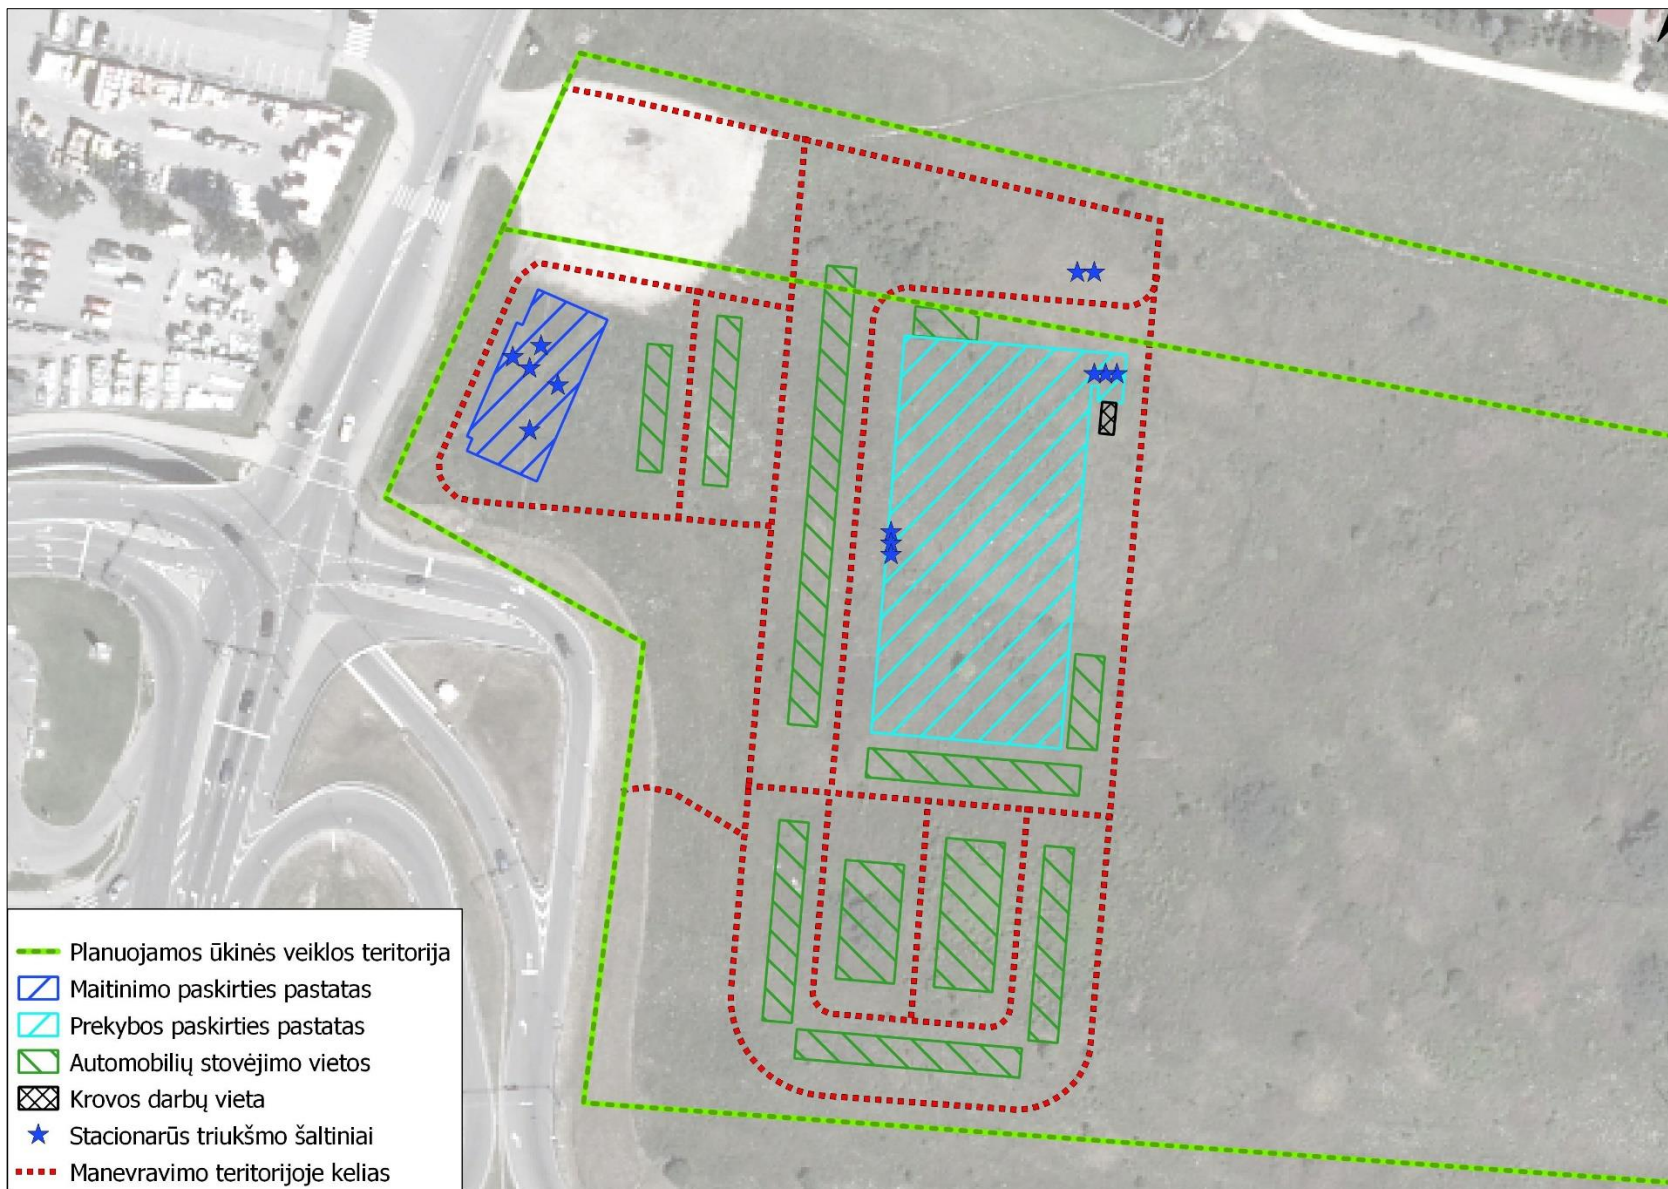 Planuojamos ūkinės veiklos teritorija
Maitinimo paskirties pastatas
Prekybos paskirties pastatas
Automobilių stovėjimo vietos
Krovos darbų vieta
Stacionarūs triukšmo šaltiniai
Manevravimo teritorijoje kelias